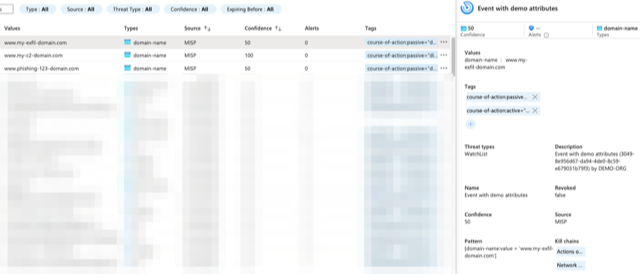 Type : All
Source : All
Threat Type : All
Confidence : All
Expiring Before : All
Values
Types
Source ↑↓
Confidence ↑↓
Alerts
Tags
www.my-exfil-domain.com
domain-name
MISP
50
0
course-of-action:passive="d...
www.my-c2-domain.com
domain-name
MISP
100
0
course-of-action:passive="d...
www.phishing-123-domain.com
domain-name
MISP
50
0
course-of-action:passive="d...
Event with demo attributes
50
Confidence
--
Alerts
domain-name
Types
Values
domain-name : www.my-
exfil-domain.com
Tags
course-of-action:passive...
course-of-action:active="...
Threat types
WatchList
Description
Event with demo attributes
by DEMO-ORG
Name
Event with demo attributes
Revoked
false
Confidence
50
Source
MISP
Pattern
[domain-name:value = 'www.my-exfil-
domain.com']
Kill chains
Actions o...
Network ...